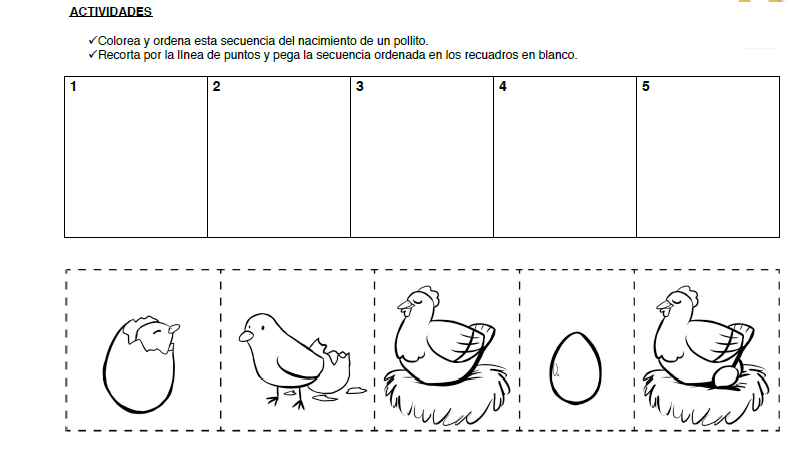 ACTIVIDADES
✓Colorea y ordena esta secuencia del nacimiento de un pollito.
✓Recorta por la línea de puntos y pega la secuencia ordenada en los recuadros en blanco.
1 2 3 4 5